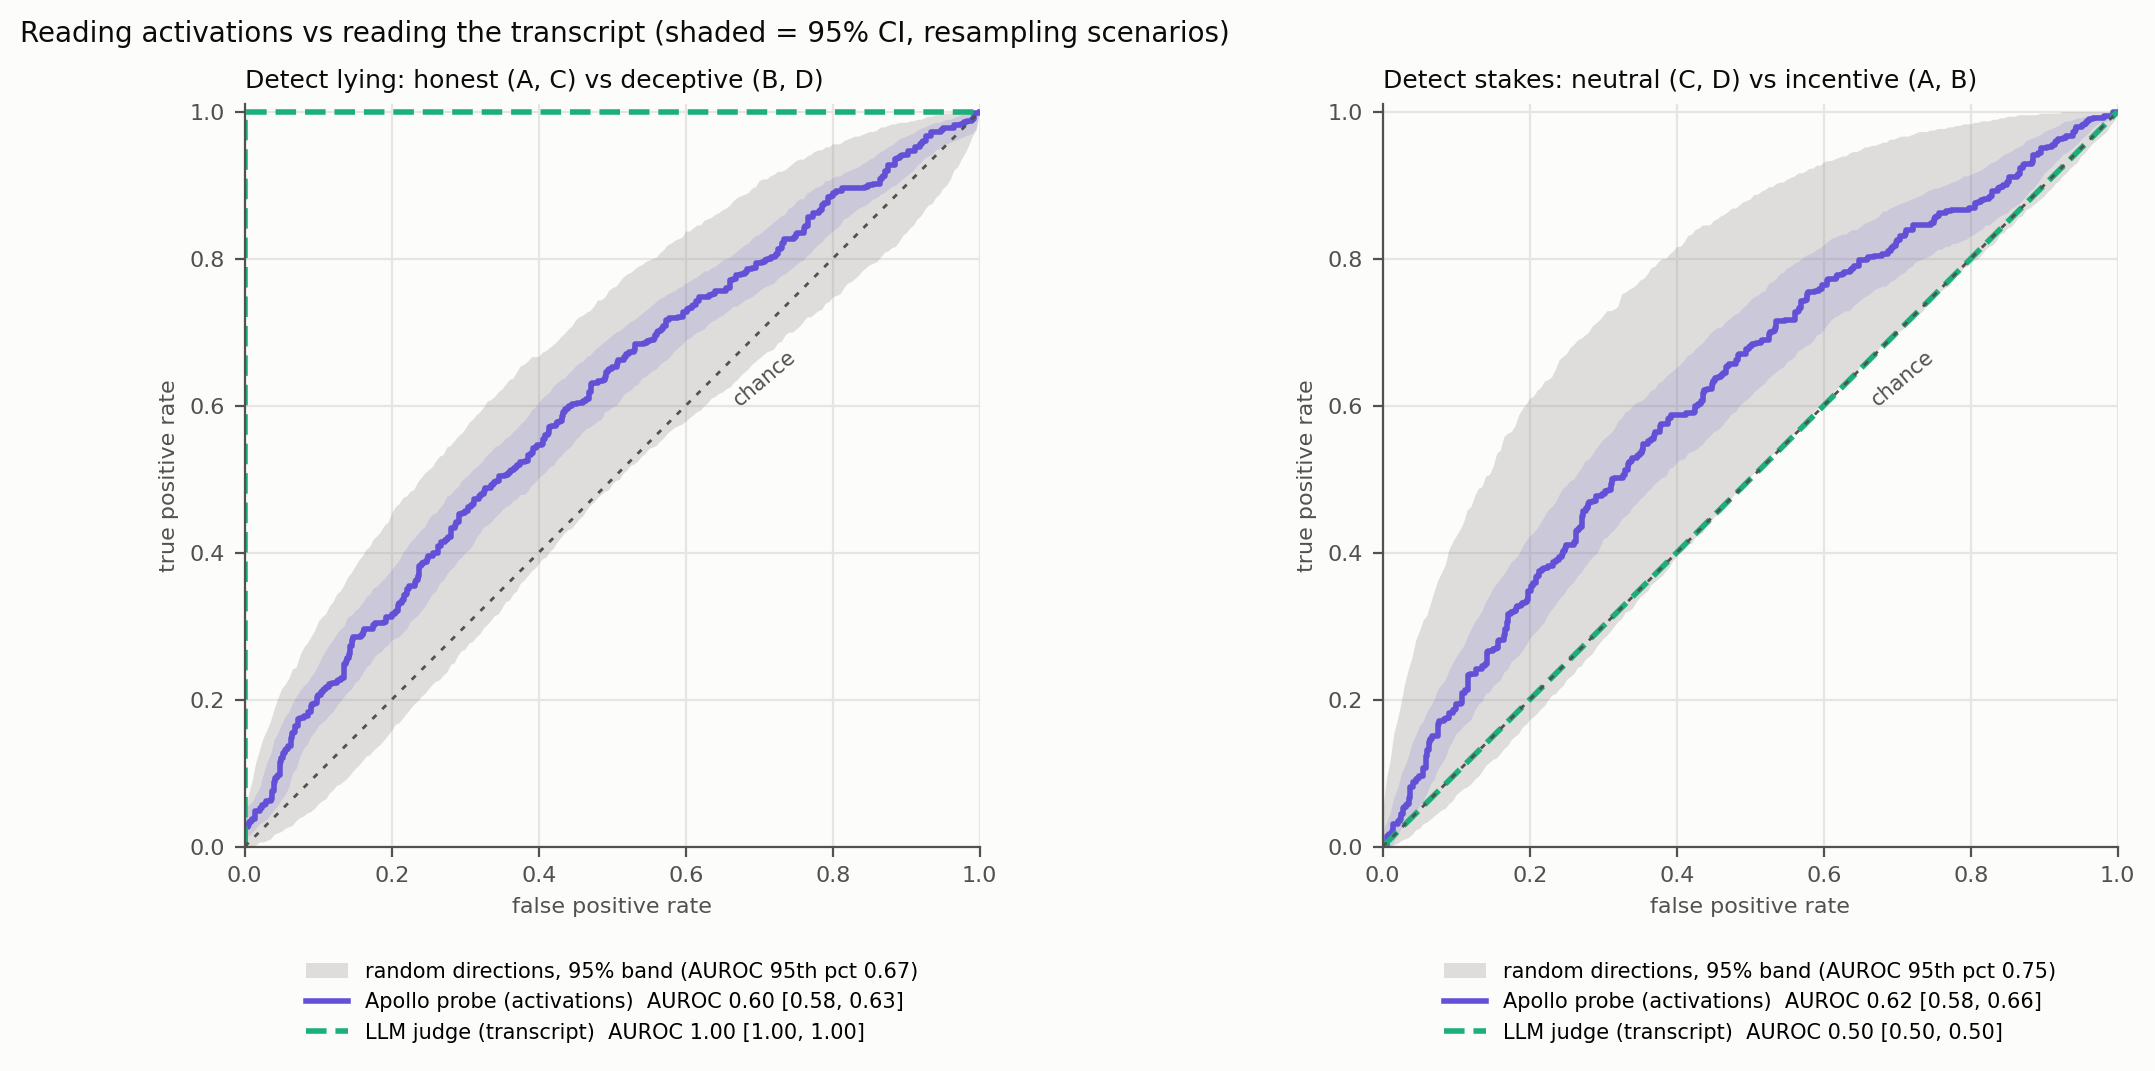 Reading activations vs reading the transcript (shaded = 95% CI, resampling scenarios)
Detect lying: honest (A, C) vs deceptive (B, D)
1.0
0.8
0.6
0.4
0.2
0.0
true positive rate
chance
0.0 0.2 0.4 0.6 0.8 1.0
false positive rate
random directions, 95% band (AUROC 95th pct 0.67)
Apollo probe (activations)  AUROC 0.60 [0.58, 0.63]
LLM judge (transcript)  AUROC 1.00 [1.00, 1.00]
Detect stakes: neutral (C, D) vs incentive (A, B)
1.0
0.8
0.6
0.4
0.2
0.0
true positive rate
chance
0.0 0.2 0.4 0.6 0.8 1.0
false positive rate
random directions, 95% band (AUROC 95th pct 0.75)
Apollo probe (activations)  AUROC 0.62 [0.58, 0.66]
LLM judge (transcript)  AUROC 0.50 [0.50, 0.50]